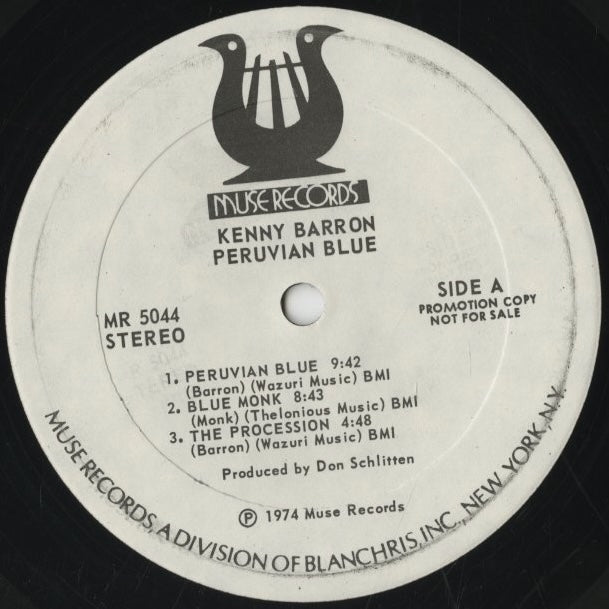 MUSE RECORDS
KENNY BARRON
PERUVIAN BLUE
MR 5044
STEREO
SIDE A
PROMOTION COPY
NOT FOR SALE
1. PERUVIAN BLUE 9:42
(Barron) (Wazuri Music) BMI
2. BLUE MONK 8:43
(Monk) (Thelonious Music) BMI
3. THE PROCESSION 4:48
(Barron) (Wazuri Music) BMI
Produced by Don Schlitten
℗ 1974 Muse Records
MUSE RECORDS, A DIVISION OF BLANCHRIS, INC., NEW YORK, N.Y.